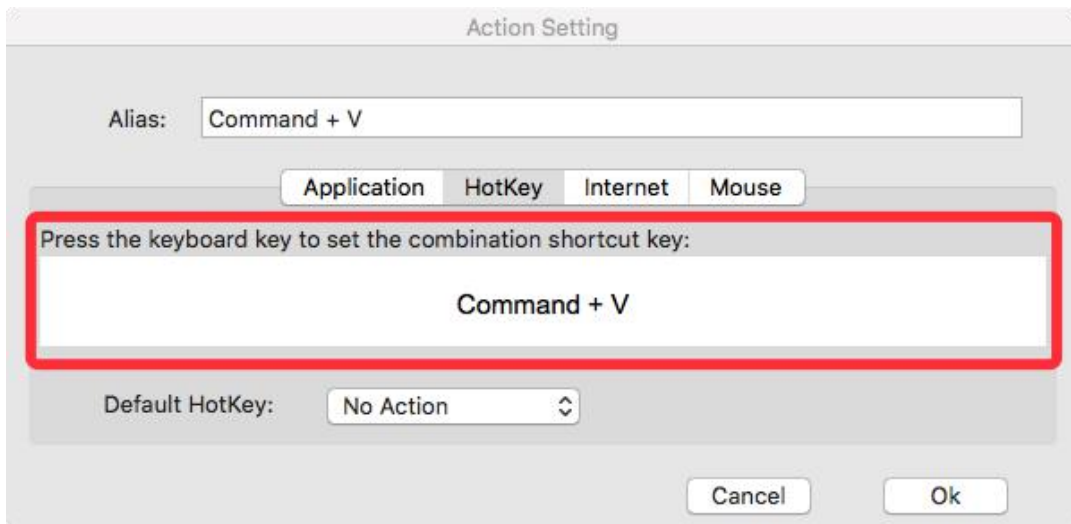 Action Setting
Alias: Command + V
Application HotKey Internet Mouse
Press the keyboard key to set the combination shortcut key:
Command + V
Default HotKey: No Action
Cancel Ok